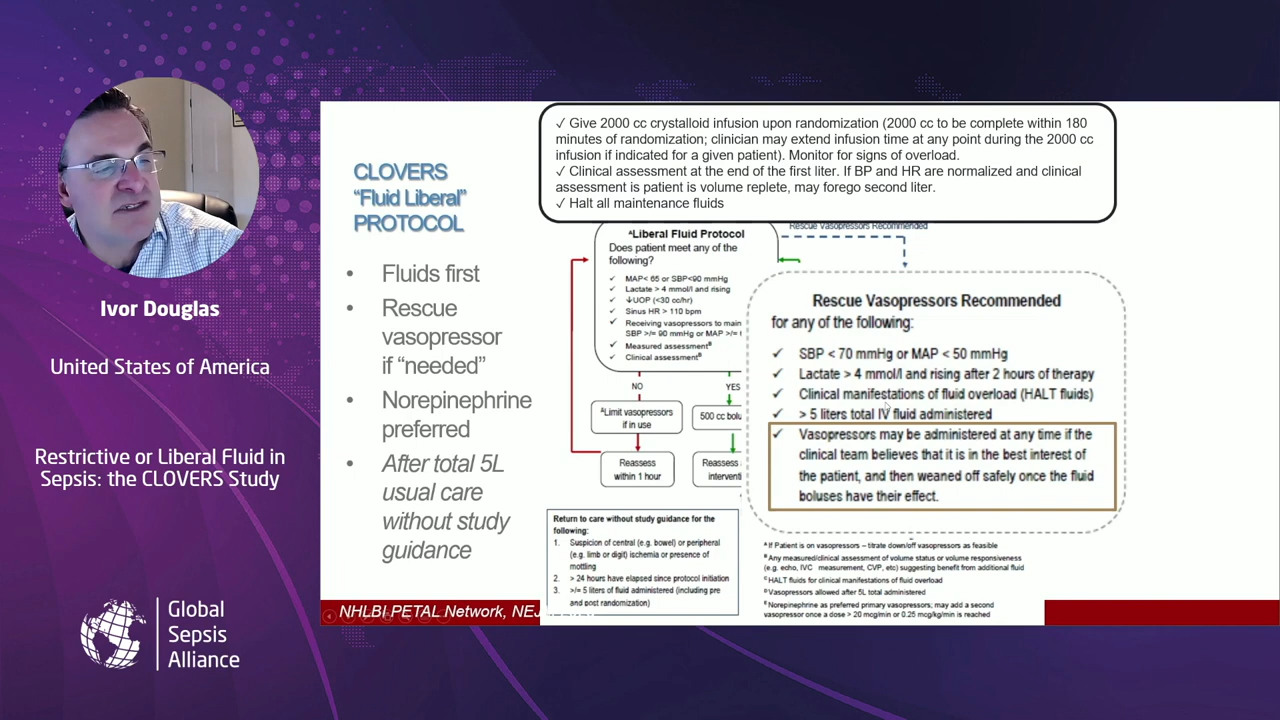 Ivor Douglas
United States of America
Restrictive or Liberal Fluid in
Sepsis: the CLOVERS Study
Global
Sepsis
Alliance
CLOVERS
“Fluid Liberal”
PROTOCOL
• Fluids first
• Rescue
vasopressor
if “needed”
• Norepinephrine
preferred
• After total 5L
usual care
without study
guidance
✓ Give 2000 cc crystalloid infusion upon randomization (2000 cc to be complete within 180
minutes of randomization; clinician may extend infusion time at any point during the 2000 cc
infusion if indicated for a given patient). Monitor for signs of overload.
✓ Clinical assessment at the end of the first liter. If BP and HR are normalized and clinical
assessment is patient is volume replete, may forego second liter.
✓ Halt all maintenance fluids
Rescue Vasopressors Recommended
ᴬLiberal Fluid Protocol
Does patient meet any of the
following?
✓ MAP< 65 or SBP<90 mmHg
✓ Lactate > 4 mmol/l and rising
✓ ↓UOP (<30 cc/hr)
✓ Sinus HR > 110 bpm
✓ Receiving vasopressors to main
SBP >/= 90 mmHg or MAP >/=
✓ Measured assessmentᴮ
✓ Clinical assessmentᴮ
NO
YES
ᴬLimit vasopressors
if in use
500 cc bolu
Reassess
within 1 hour
Reassess
interventi
Rescue Vasopressors Recommended
for any of the following:
✓ SBP < 70 mmHg or MAP < 50 mmHg
✓ Lactate > 4 mmol/l and rising after 2 hours of therapy
✓ Clinical manifestations of fluid overload (HALT fluids)
✓ > 5 liters total IV fluid administered
✓ Vasopressors may be administered at any time if the
clinical team believes that it is in the best interest of
the patient, and then weaned off safely once the fluid
boluses have their effect.
Return to care without study guidance for the
following:
1. Suspicion of central (e.g. bowel) or peripheral
(e.g. limb or digit) ischemia or presence of
mottling
2. > 24 hours have elapsed since protocol initiation
3. >/= 5 liters of fluid administered (including pre
and post randomization)
ᴬ If Patient is on vasopressors – titrate down/off vasopressors as feasible
ᴮ Any measured/clinical assessment of volume status or volume responsiveness
(e.g. echo, IVC measurement, CVP, etc) suggesting benefit from additional fluid
ᶜ HALT fluids for clinical manifestations of fluid overload
ᴰ Vasopressors allowed after 5L total administered
ᴱ Norepinephrine as preferred primary vasopressors; may add a second
vasopressor once a dose > 20 mcg/min or 0.25 mcg/kg/min is reached
NHLBI PETAL Network, NEJ